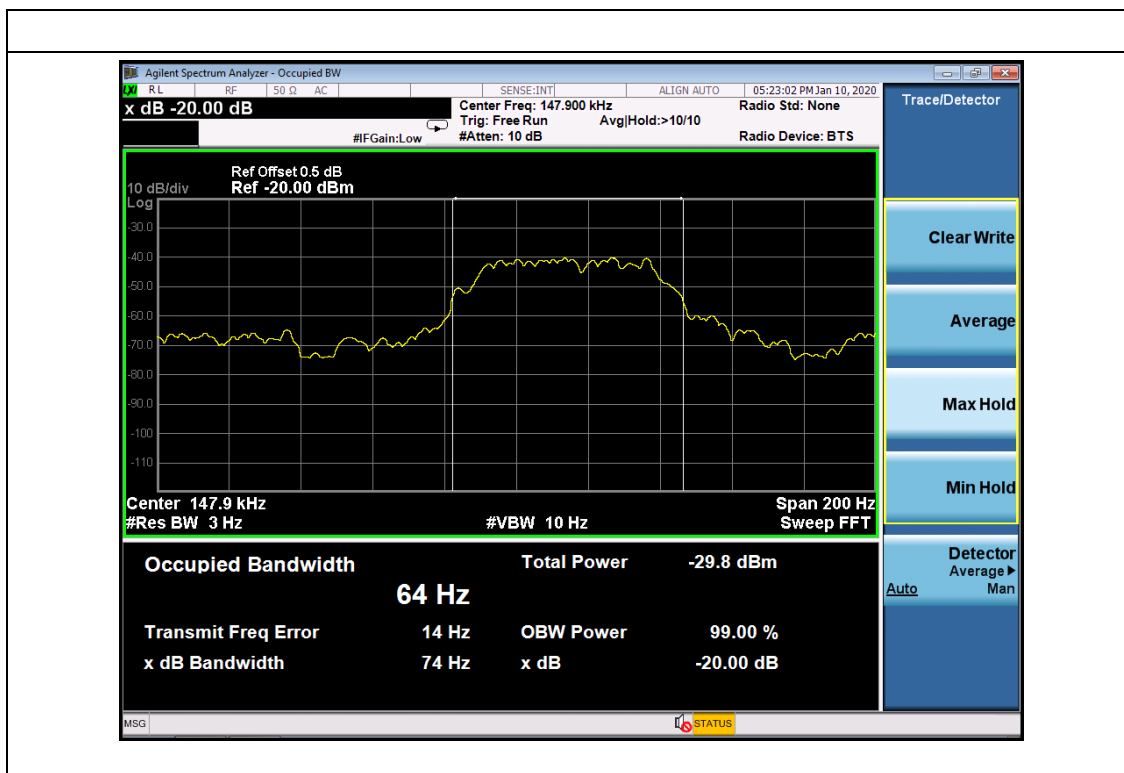 Agilent Spectrum Analyzer - Occupied BW
LXI RL RF 50 Ω AC SENSE:INT ALIGN AUTO 05:23:02 PM Jan 10, 2020
x dB -20.00 dB
Center Freq: 147.900 kHz Radio Std: None
Trig: Free Run Avg|Hold:>10/10
#IFGain:Low #Atten: 10 dB Radio Device: BTS
Ref Offset 0.5 dB
10 dB/div Ref -20.00 dBm
Log
-30.0
-40.0
-50.0
-60.0
-70.0
-80.0
-90.0
-100
-110
Center 147.9 kHz Span 200 Hz
#Res BW 3 Hz #VBW 10 Hz Sweep FFT
Occupied Bandwidth Total Power -29.8 dBm
64 Hz
Transmit Freq Error 14 Hz OBW Power 99.00 %
x dB Bandwidth 74 Hz x dB -20.00 dB
Trace/Detector
Clear Write
Average
Max Hold
Min Hold
Detector
Average ▶
Auto Man
MSG STATUS